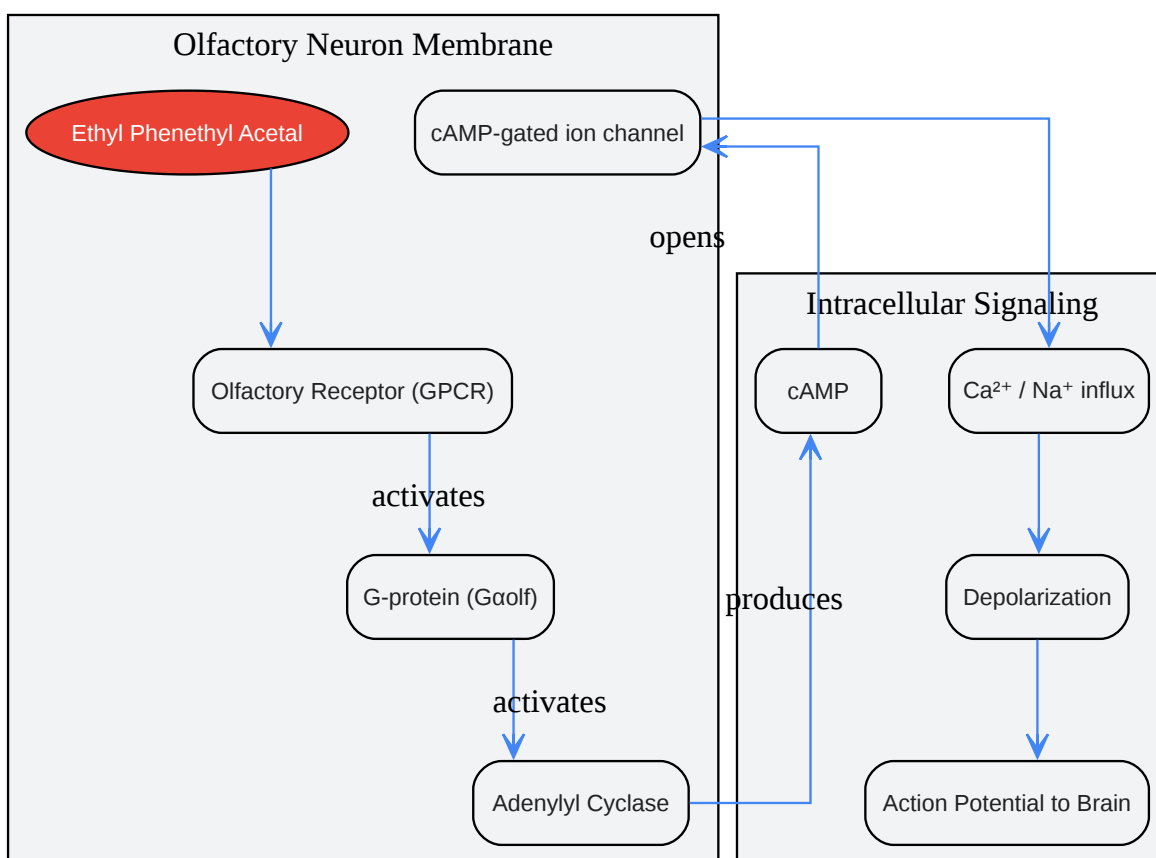 Olfactory Neuron Membrane
Ethyl Phenethyl Acetal
cAMP-gated ion channel
opens
Intracellular Signaling
Olfactory Receptor (GPCR)
cAMP
Ca²⁺ / Na⁺ influx
activates
G-protein (Gαolf)
produces
Depolarization
activates
Adenylyl Cyclase
Action Potential to Brain